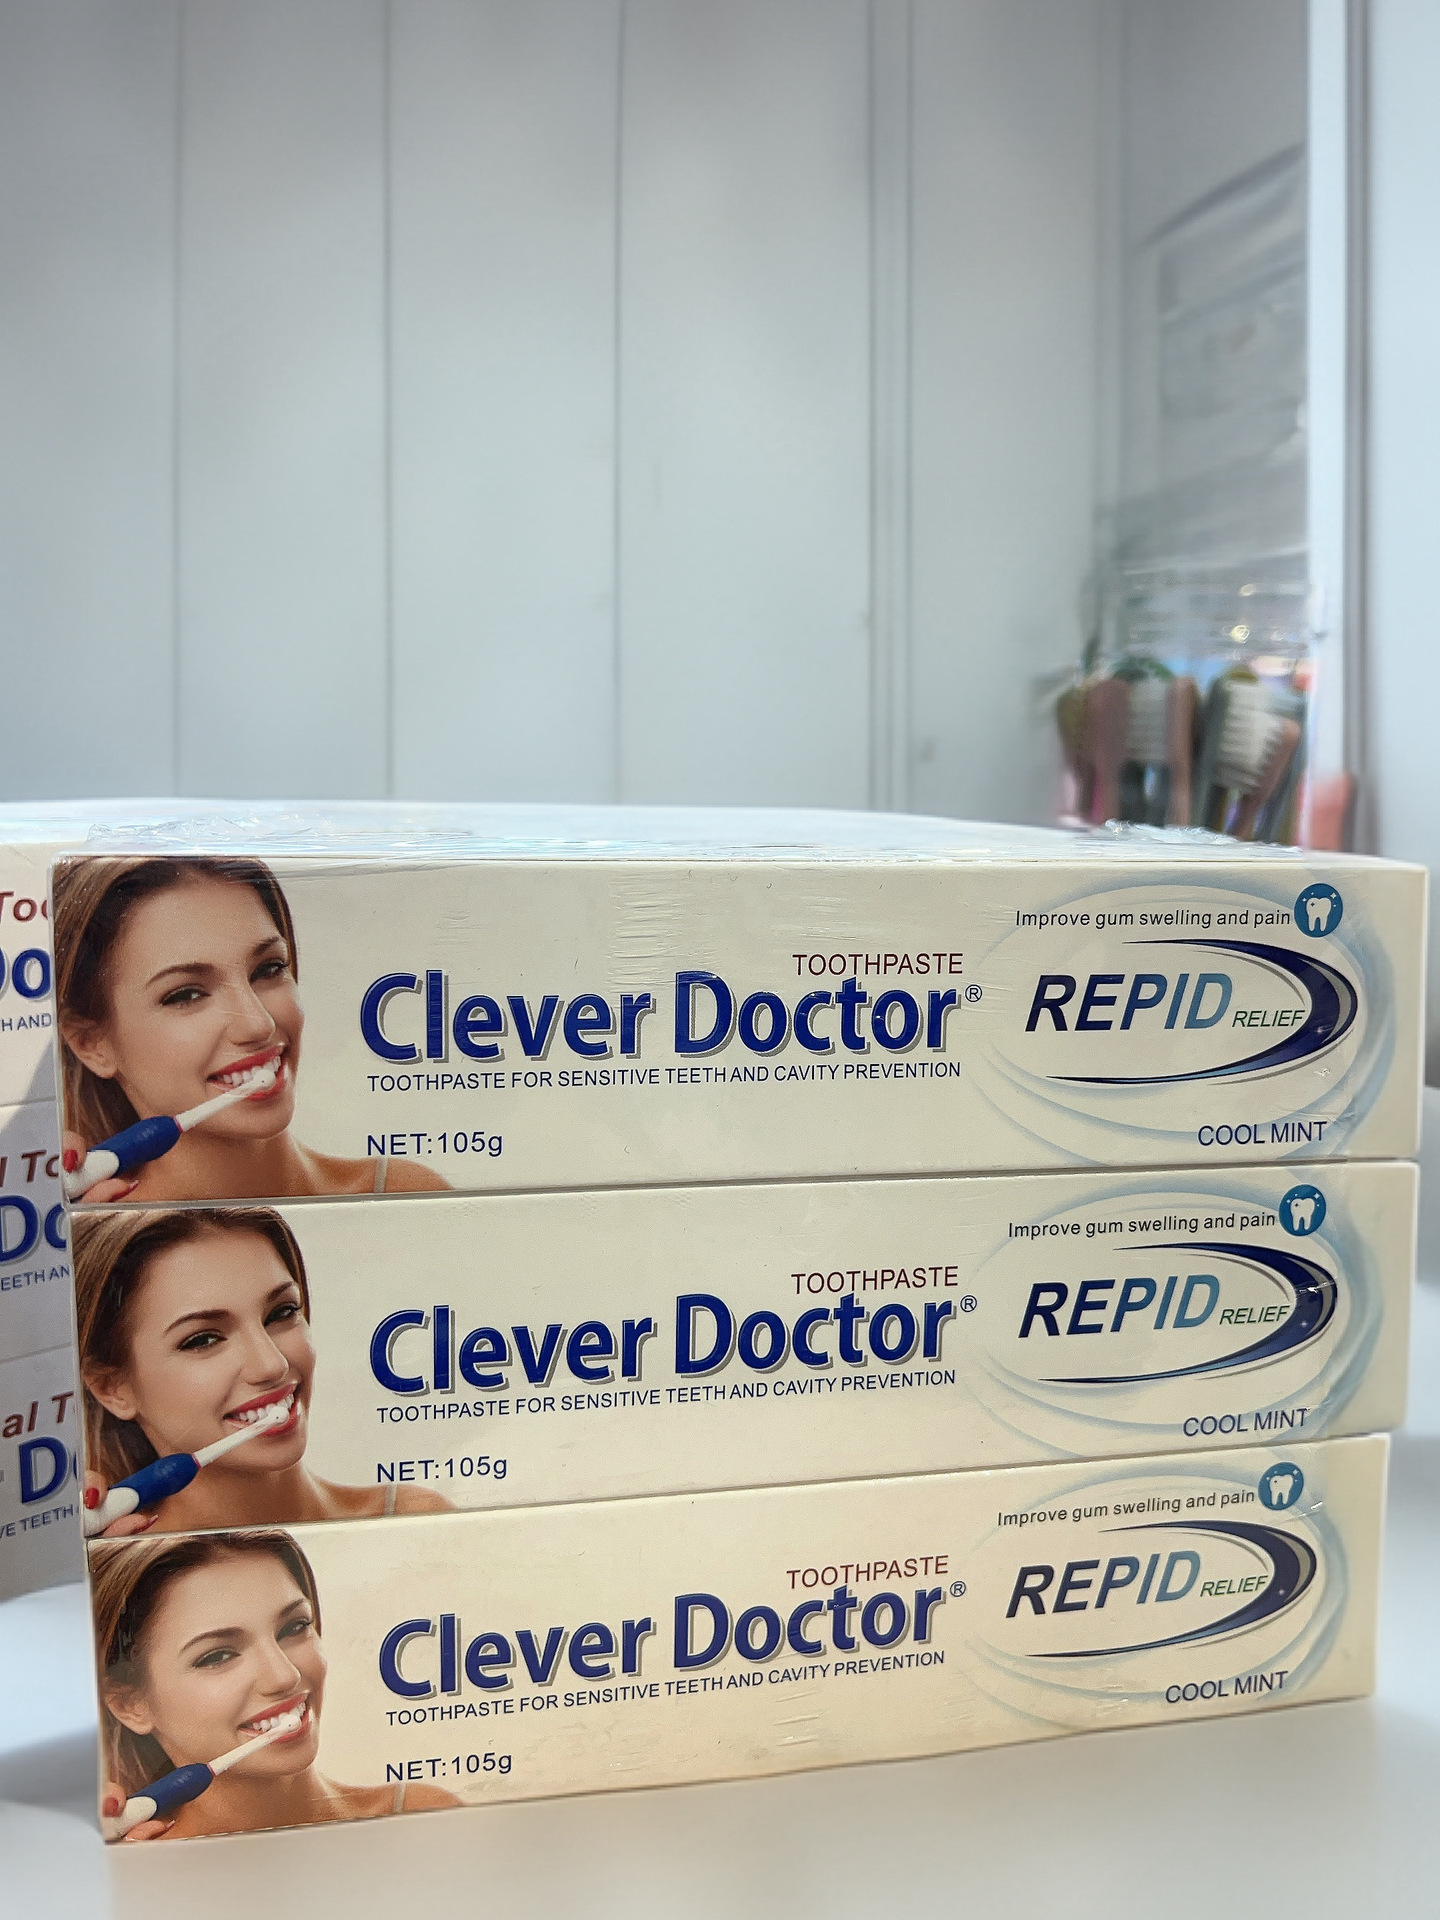 Improve gum swelling and pain
TOOTHPASTE
Clever Doctor®
REPID RELIEF
TOOTHPASTE FOR SENSITIVE TEETH AND CAVITY PREVENTION
NET:105g
COOL MINT
Improve gum swelling and pain
TOOTHPASTE
Clever Doctor®
REPID RELIEF
TOOTHPASTE FOR SENSITIVE TEETH AND CAVITY PREVENTION
NET:105g
COOL MINT
Improve gum swelling and pain
TOOTHPASTE
Clever Doctor®
REPID RELIEF
TOOTHPASTE FOR SENSITIVE TEETH AND CAVITY PREVENTION
NET:105g
COOL MINT